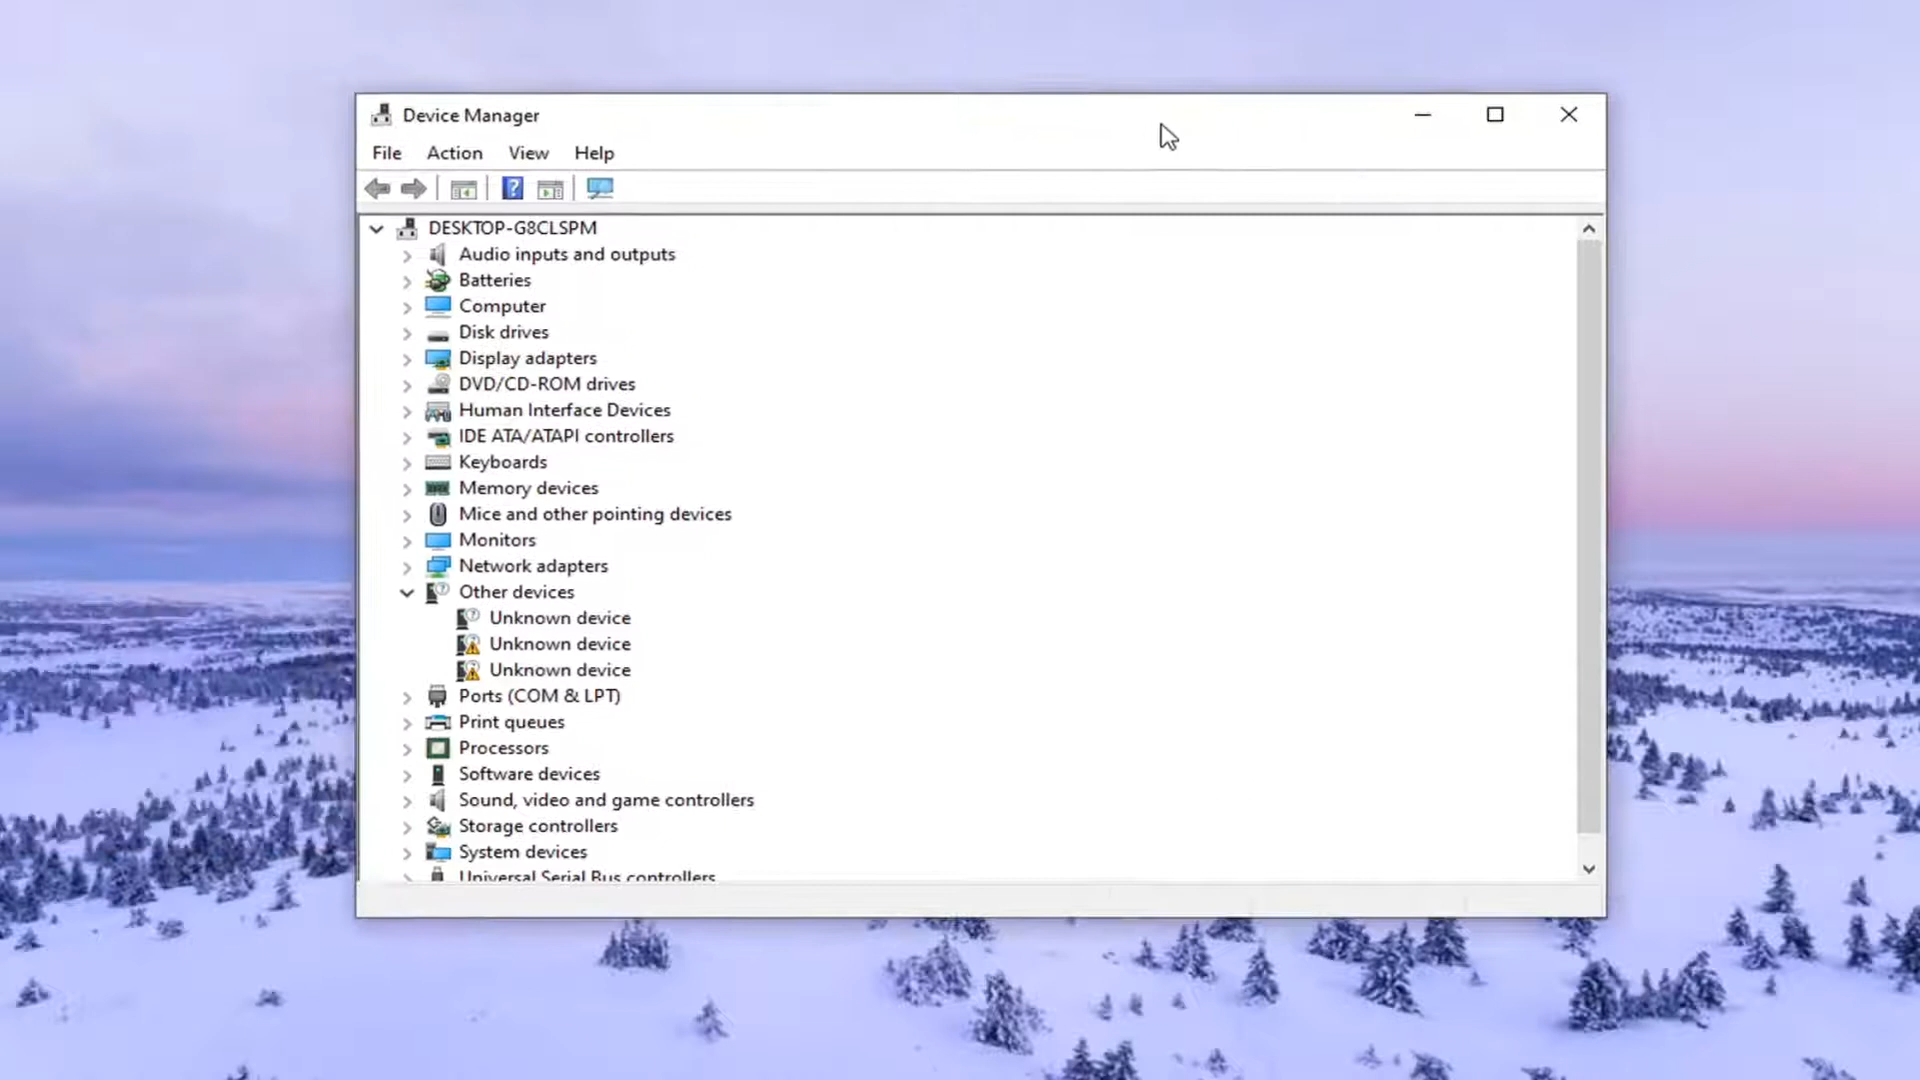 Device Manager
File Action View Help
?
DESKTOP-G8CLSPM
Audio inputs and outputs
Batteries
Computer
Disk drives
Display adapters
DVD/CD-ROM drives
Human Interface Devices
IDE ATA/ATAPI controllers
Keyboards
Memory devices
Mice and other pointing devices
Monitors
Network adapters
Other devices
Unknown device
Unknown device
Unknown device
Ports (COM & LPT)
Print queues
Processors
Software devices
Sound, video and game controllers
Storage controllers
System devices
Universal Serial Bus controllers